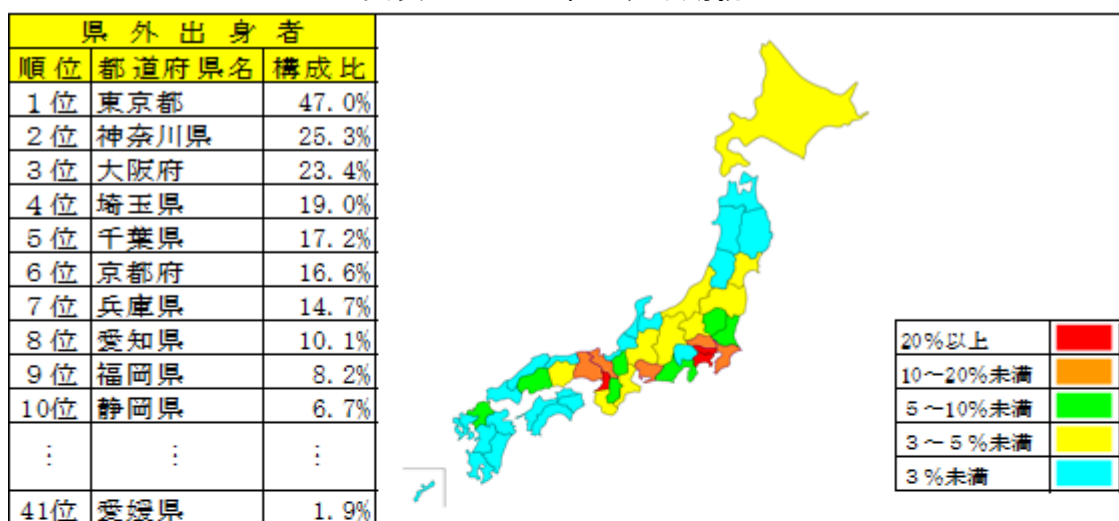 県外出身者
順位 都道府県名 構成比
1位 東京都 47.0%
2位 神奈川県 25.3%
3位 大阪府 23.4%
4位 埼玉県 19.0%
5位 千葉県 17.2%
6位 京都府 16.6%
7位 兵庫県 14.7%
8位 愛知県 10.1%
9位 福岡県 8.2%
10位 静岡県 6.7%
⋮ ⋮ ⋮
41位 愛媛県 1.9%
20%以上
10～20%未満
5～10%未満
3～5%未満
3%未満